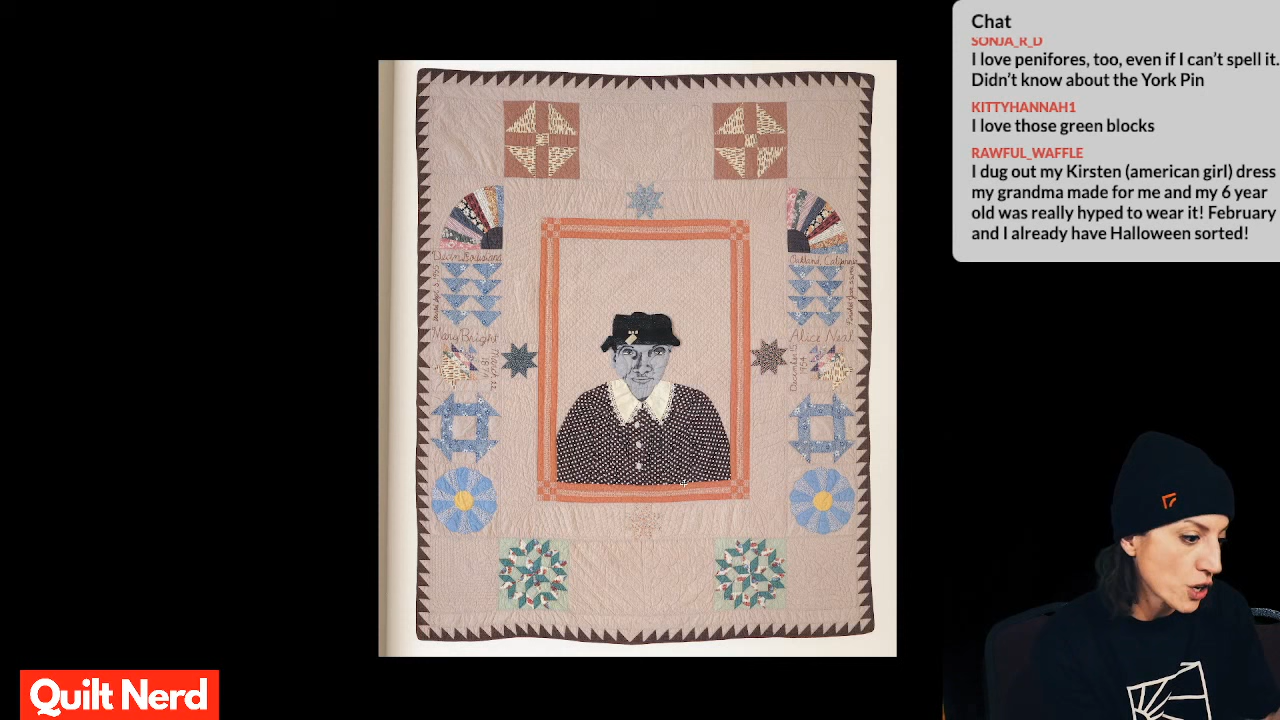 Chat
SONJA_R_D
I love penifores, too, even if I can't spell it.
Didn't know about the York Pin
KITTYHANNAH1
I love those green blocks
RAWFUL_WAFFLE
I dug out my Kirsten (american girl) dress
my grandma made for me and my 6 year
old was really hyped to wear it! February
and I already have Halloween sorted!
Oakland, California
Mary Bright
Alice Neal
March 22
December 15
Quilt Nerd